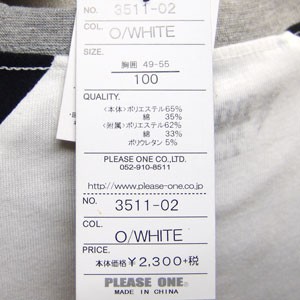 NO. 3511-02
COL. O/WHITE
SIZE.
胸囲 49-55
100
QUALITY.
<本体>ポリエステル65%
綿 35%
<附属>ポリエステル62%
綿 33%
ポリウレタン 5%
PLEASE ONE CO.,LTD.
052-910-8511
http://www.please-one.co.jp
NO. 3511-02
COL. O/WHITE
PRICE.
本体価格¥2,300+税
PLEASE ONE.
MADE IN CHINA